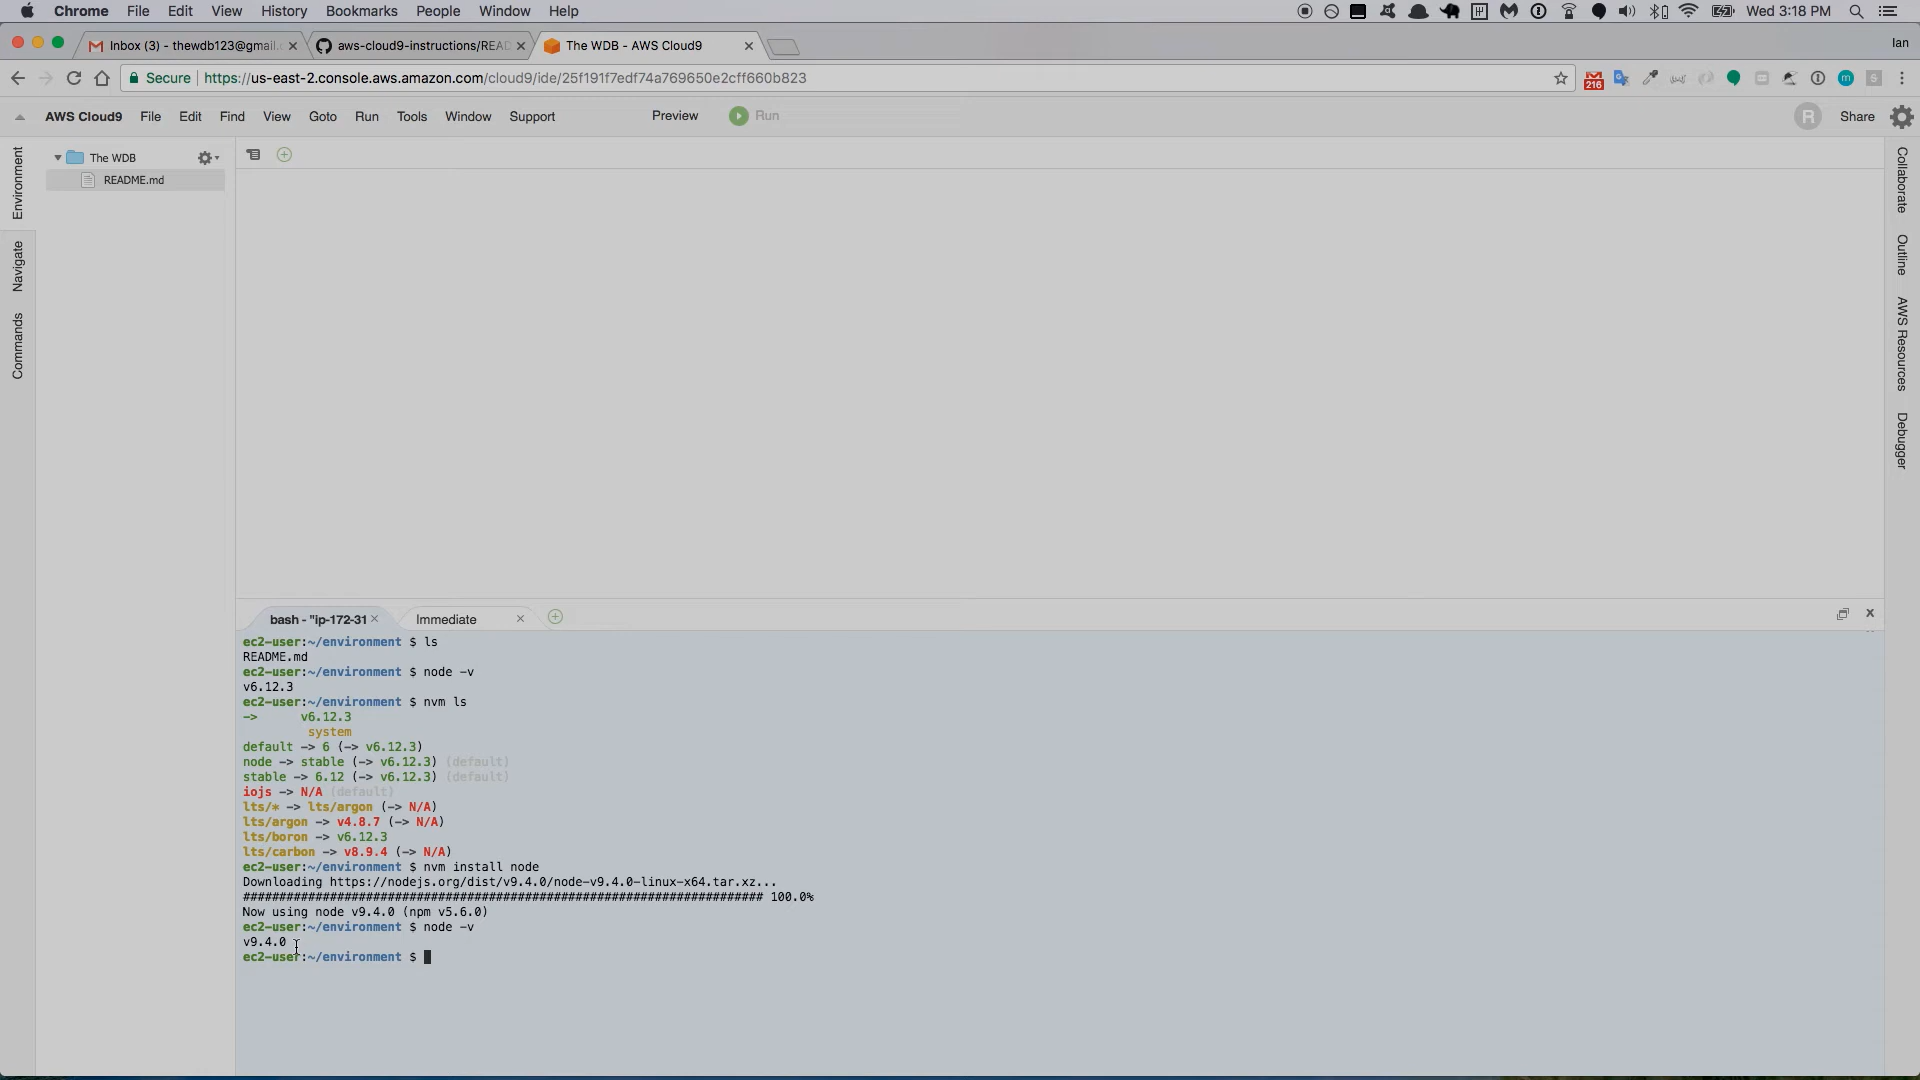 Chrome File Edit View History Bookmarks People Window Help Wed 3:18 PM
Inbox (3) - thewdb123@gmail. aws-cloud9-instructions/READ The WDB - AWS Cloud9 Ian
Secure https://us-east-2.console.aws.amazon.com/cloud9/ide/25f191f7edf74a769650e2cff660b823 216
AWS Cloud9 File Edit Find View Goto Run Tools Window Support Preview Run R Share
Environment
Navigate
Commands
The WDB
README.md
Collaborate
Outline
AWS Resources
Debugger
bash - "ip-172-31 Immediate
ec2-user:~/environment $ ls
README.md
ec2-user:~/environment $ node -v
v6.12.3
ec2-user:~/environment $ nvm ls
-> v6.12.3
system
default -> 6 (-> v6.12.3)
node -> stable (-> v6.12.3) (default)
stable -> 6.12 (-> v6.12.3) (default)
iojs -> N/A (default)
lts/* -> lts/argon (-> N/A)
lts/argon -> v4.8.7 (-> N/A)
lts/boron -> v6.12.3
lts/carbon -> v8.9.4 (-> N/A)
ec2-user:~/environment $ nvm install node
Downloading https://nodejs.org/dist/v9.4.0/node-v9.4.0-linux-x64.tar.xz...
######################################################################## 100.0%
Now using node v9.4.0 (npm v5.6.0)
ec2-user:~/environment $ node -v
v9.4.0
ec2-user:~/environment $